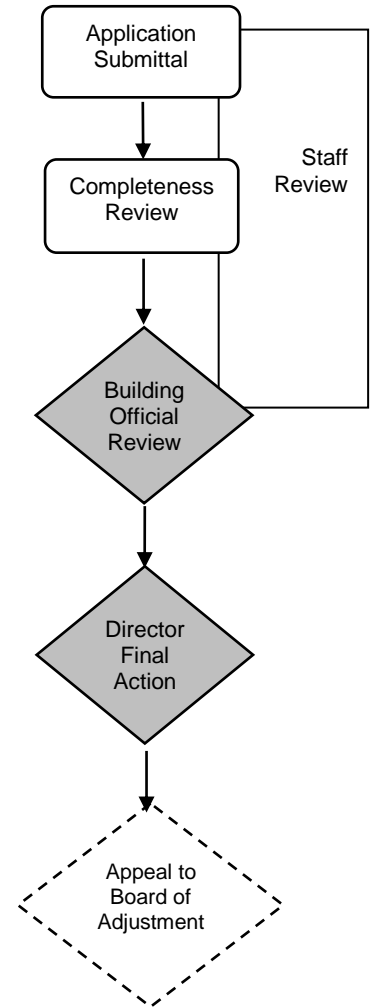 Application
Submittal
Staff
Review
Completeness
Review
Building
Official
Review
Director
Final
Action
Appeal to
Board of
Adjustment